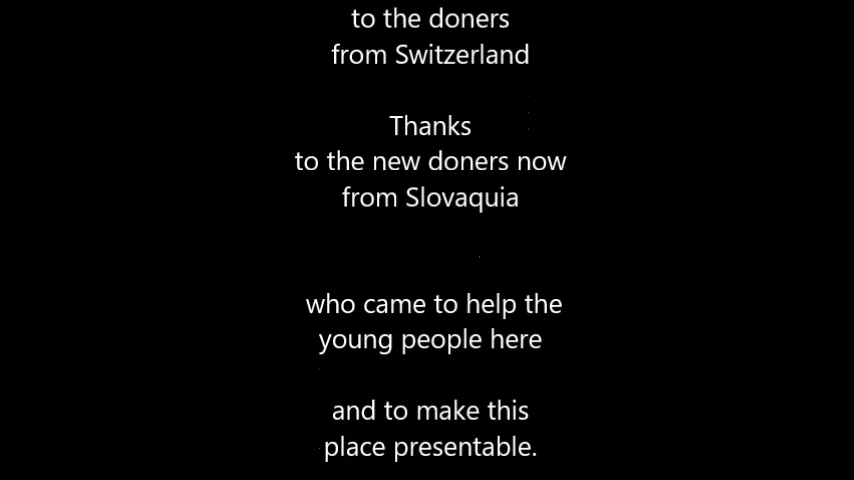 to the doners
from Switzerland
Thanks
to the new doners now
from Slovaquia
who came to help the
young people here
and to make this
place presentable.